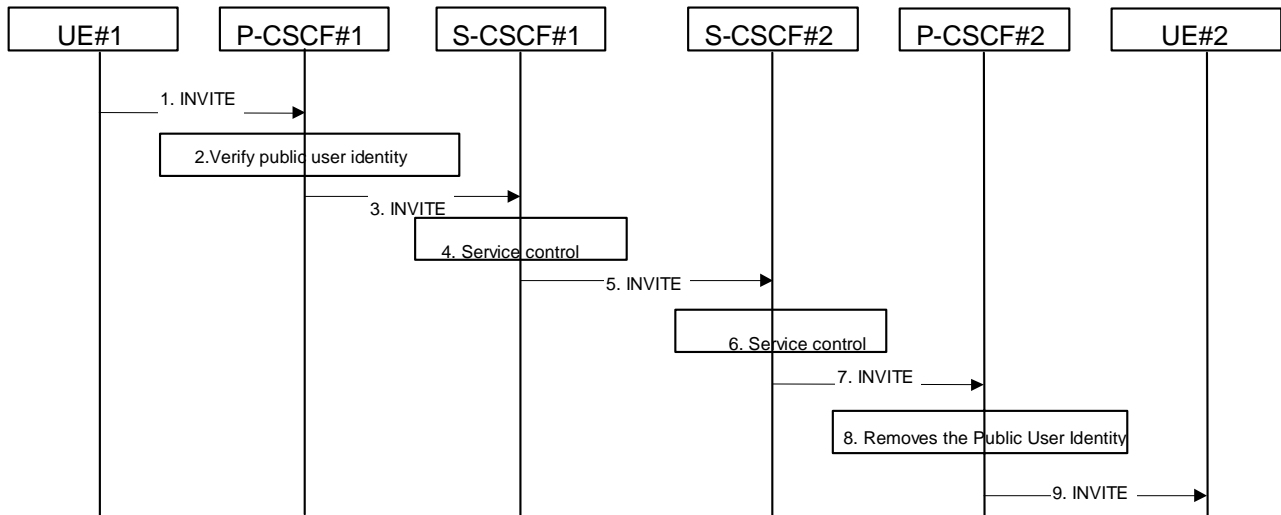 UE#1
P-CSCF#1
S-CSCF#1
S-CSCF#2
P-CSCF#2
UE#2
1. INVITE
2.Verify public user identity
3. INVITE
4. Service control
5. INVITE
6. Service control
7. INVITE
8. Removes the Public User Identity
9. INVITE